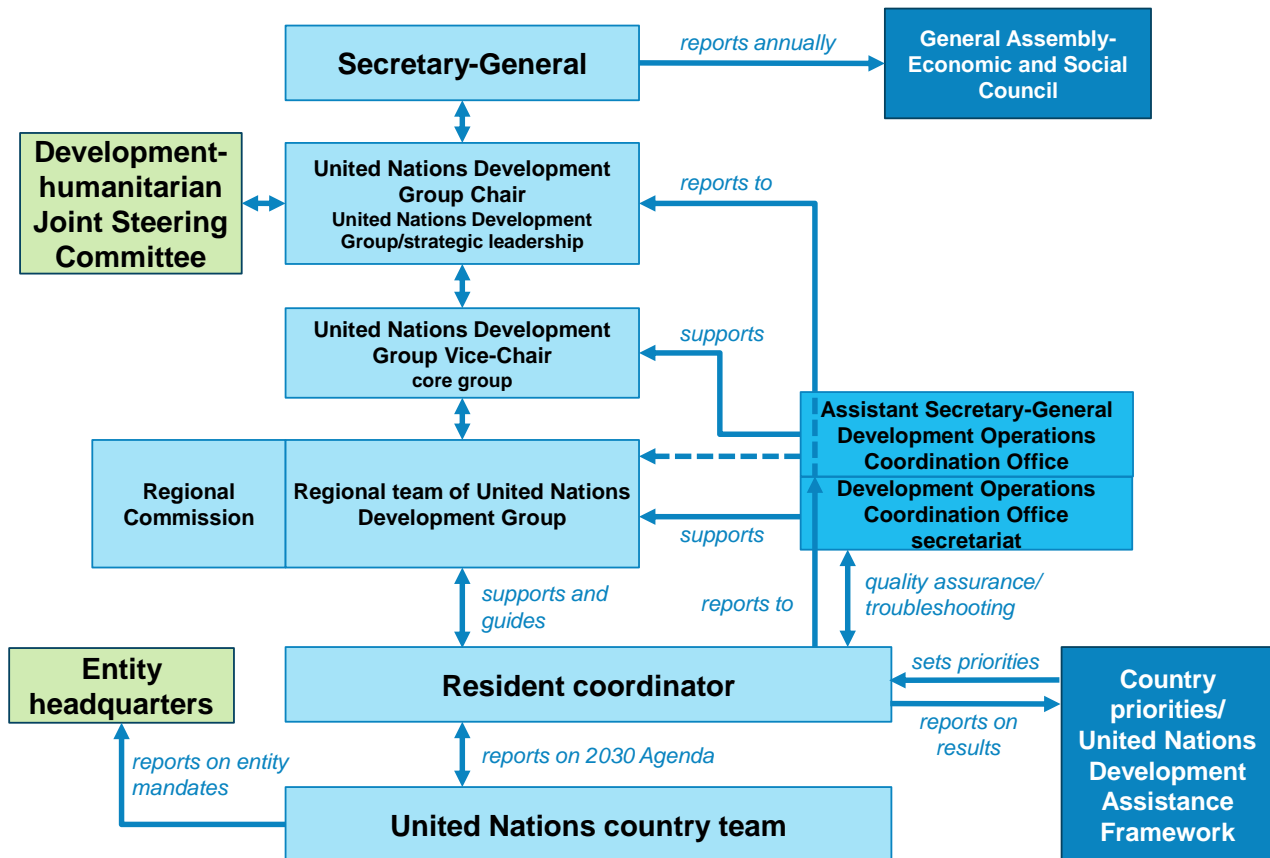 Secretary-General
reports annually
General Assembly-
Economic and Social
Council
Development-
humanitarian
Joint Steering
Committee
United Nations Development
Group Chair
United Nations Development
Group/strategic leadership
reports to
United Nations Development
Group Vice-Chair
core group
supports
Assistant Secretary-General
Development Operations
Coordination Office
Regional
Commission
Regional team of United Nations
Development Group
supports
Development Operations
Coordination Office
secretariat
supports and
guides
reports to
quality assurance/
troubleshooting
Entity
headquarters
Resident coordinator
sets priorities
reports on
results
Country
priorities/
United Nations
Development
Assistance
Framework
reports on entity
mandates
reports on 2030 Agenda
United Nations country team